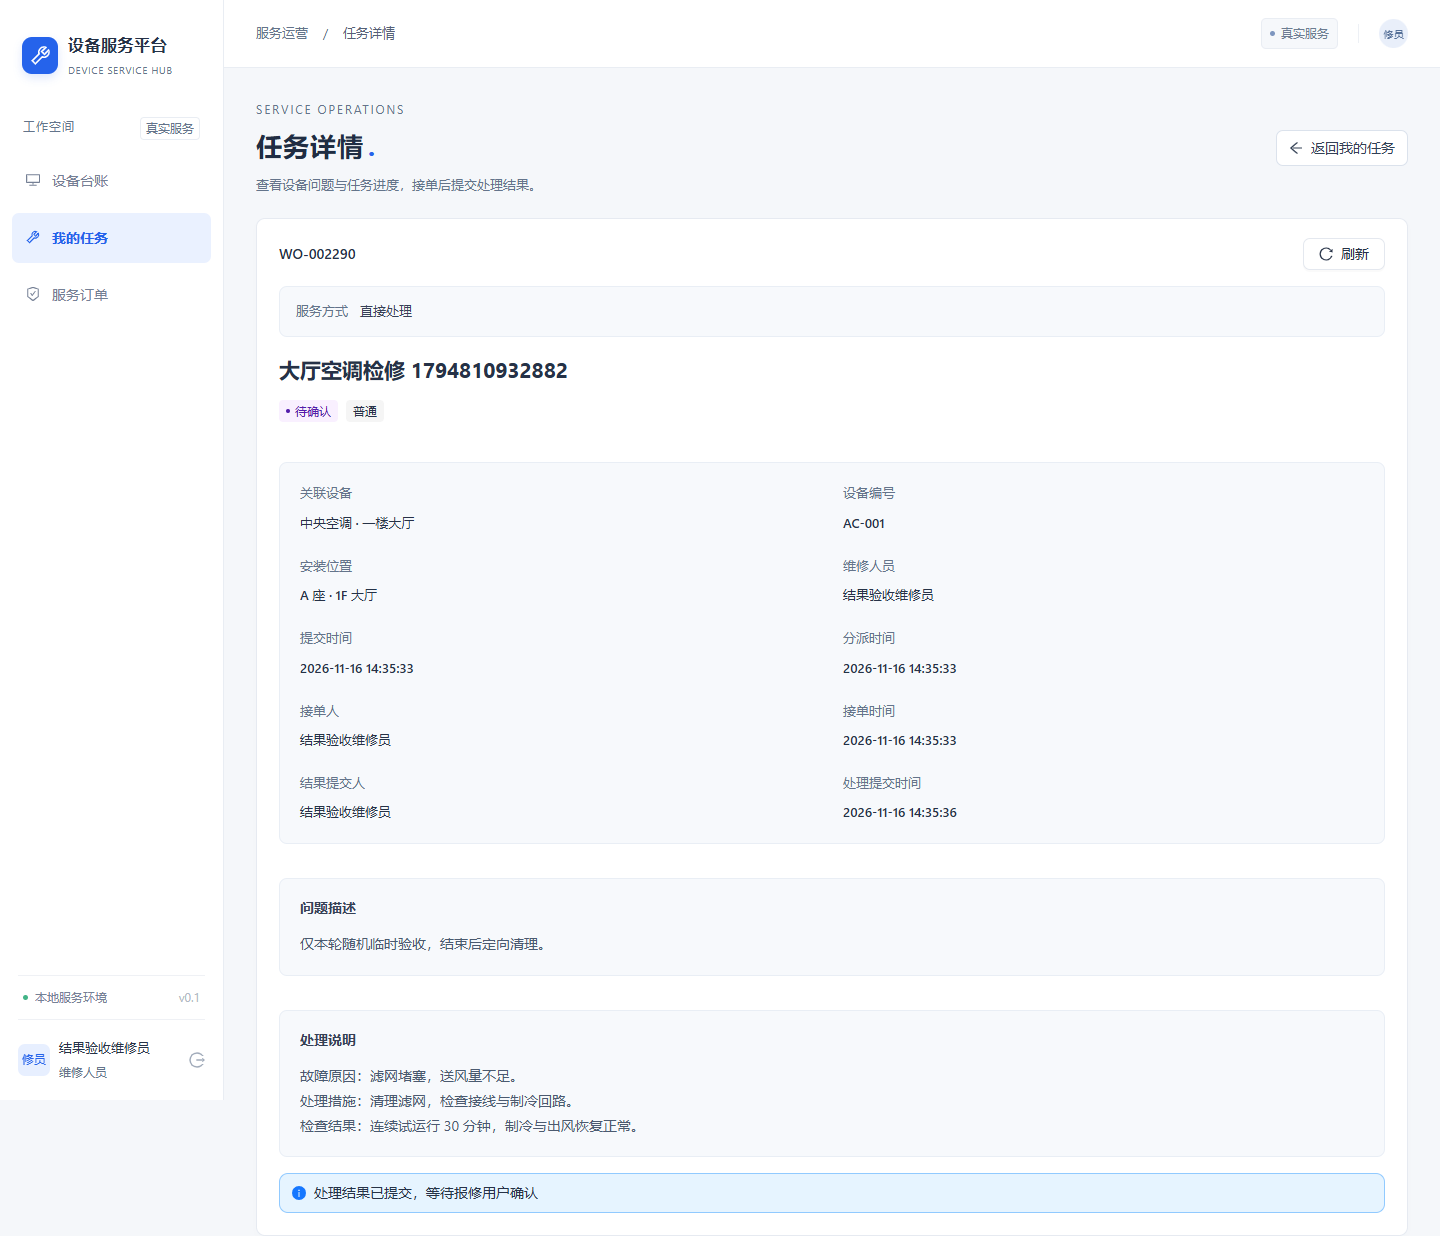 设备服务平台
DEVICE SERVICE HUB
工作空间
真实服务
设备台账
我的任务
服务订单
本地服务环境
v0.1
修员
结果验收维修员
维修人员
服务运营 / 任务详情
真实服务
修员
SERVICE OPERATIONS
任务详情.
返回我的任务
查看设备问题与任务进度，接单后提交处理结果。
WO-002290
刷新
服务方式 直接处理
大厅空调检修 1794810932882
待确认 普通
关联设备
中央空调 · 一楼大厅
设备编号
AC-001
安装位置
A 座 · 1F 大厅
维修人员
结果验收维修员
提交时间
2026-11-16 14:35:33
分派时间
2026-11-16 14:35:33
接单人
结果验收维修员
接单时间
2026-11-16 14:35:33
结果提交人
结果验收维修员
处理提交时间
2026-11-16 14:35:36
问题描述
仅本轮随机临时验收，结束后定向清理。
处理说明
故障原因：滤网堵塞，送风量不足。
处理措施：清理滤网，检查接线与制冷回路。
检查结果：连续试运行 30 分钟，制冷与出风恢复正常。
处理结果已提交，等待报修用户确认